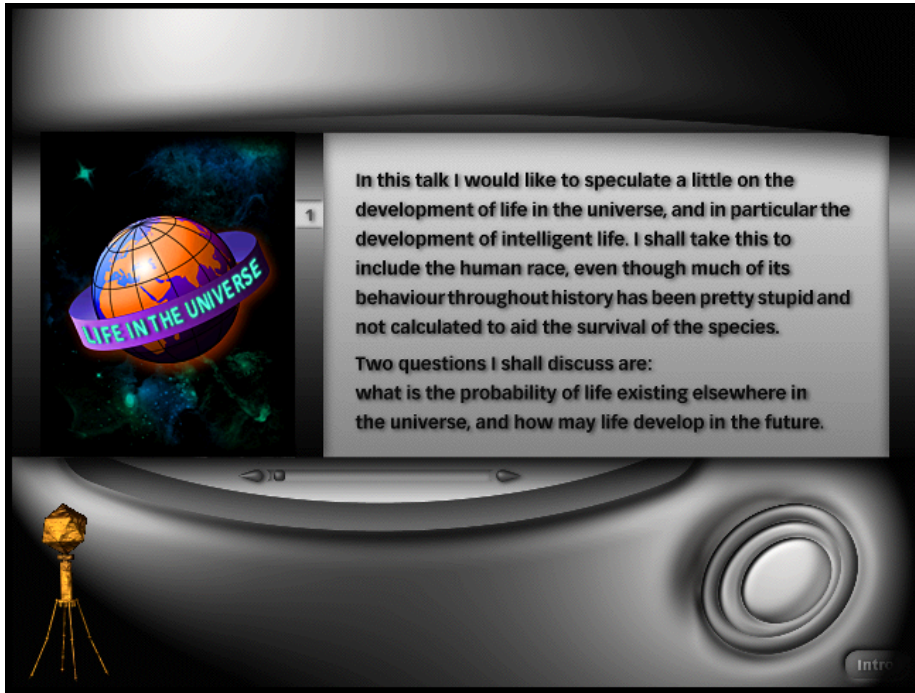 LIFE IN THE UNIVERSE
1
In this talk I would like to speculate a little on the
development of life in the universe, and in particular the
development of intelligent life. I shall take this to
include the human race, even though much of its
behaviour throughout history has been pretty stupid and
not calculated to aid the survival of the species.
Two questions I shall discuss are:
what is the probability of life existing elsewhere in
the universe, and how may life develop in the future.
Intro